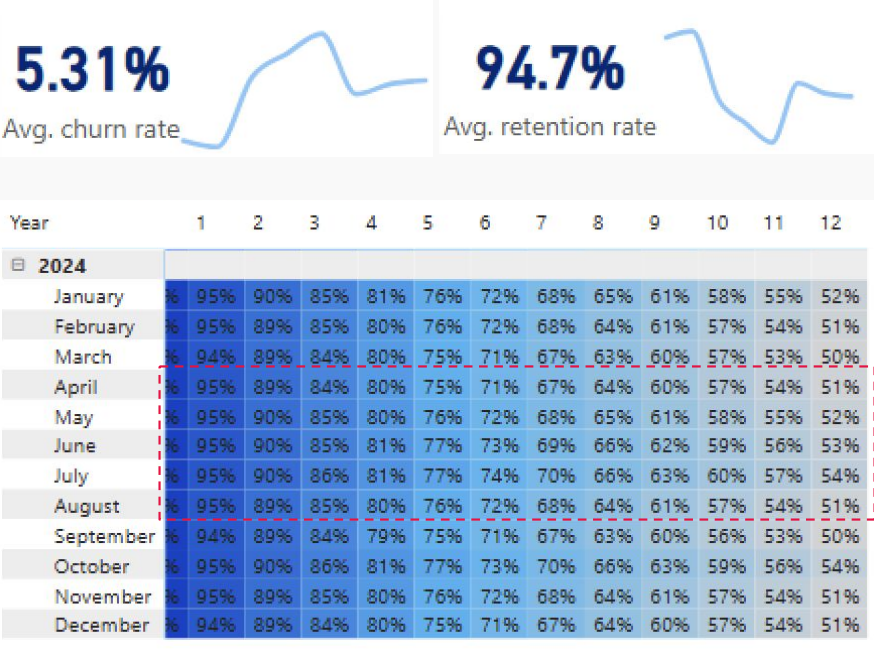 5.31%
Avg. churn rate
94.7%
Avg. retention rate
Year 1 2 3 4 5 6 7 8 9 10 11 12
2024
January % 95% 90% 85% 81% 76% 72% 68% 65% 61% 58% 55% 52%
February % 95% 89% 85% 80% 76% 72% 68% 64% 61% 57% 54% 51%
March % 94% 89% 84% 80% 75% 71% 67% 63% 60% 57% 53% 50%
April % 95% 89% 84% 80% 75% 71% 67% 64% 60% 57% 54% 51%
May % 95% 90% 85% 80% 76% 72% 68% 65% 61% 58% 55% 52%
June % 95% 90% 85% 81% 77% 73% 69% 66% 62% 59% 56% 53%
July % 95% 90% 86% 81% 77% 74% 70% 66% 63% 60% 57% 54%
August % 95% 89% 85% 80% 76% 72% 68% 64% 61% 57% 54% 51%
September % 94% 89% 84% 79% 75% 71% 67% 63% 60% 56% 53% 50%
October % 95% 90% 86% 81% 77% 73% 70% 66% 63% 59% 56% 54%
November % 95% 89% 85% 80% 76% 72% 68% 64% 61% 57% 54% 51%
December % 94% 89% 84% 80% 75% 71% 67% 64% 60% 57% 54% 51%